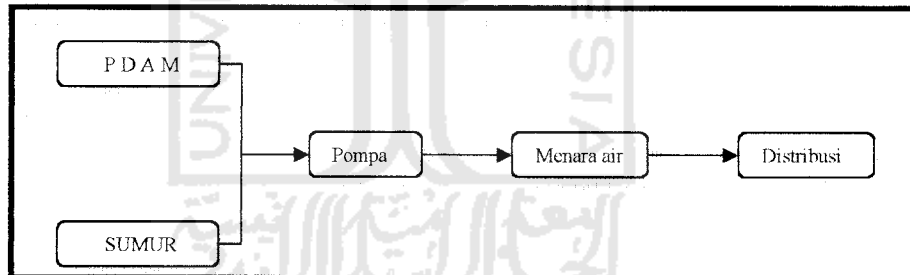 P D A M
Pompa
Menara air
Distribusi
SUMUR